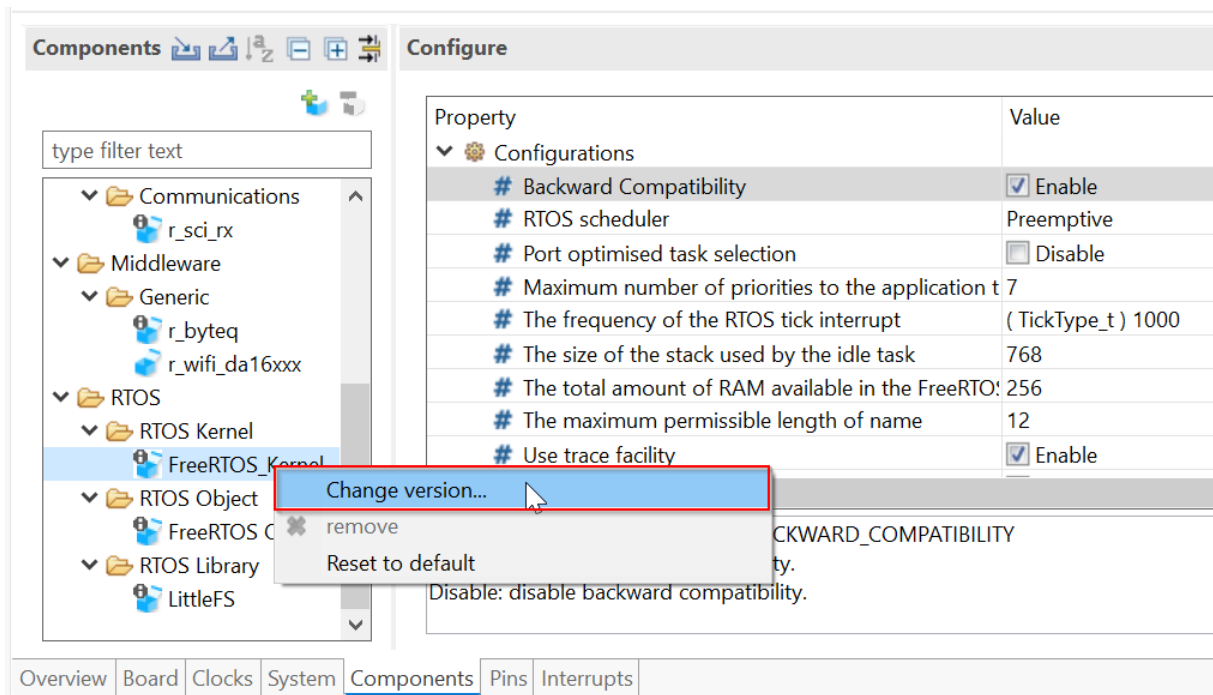 Components
Configure
type filter text
Communications
r_sci_rx
Middleware
Generic
r_byteq
r_wifi_da16xxx
RTOS
RTOS Kernel
FreeRTOS_Kernel
RTOS Object
FreeRTOS
RTOS Library
LittleFS
Property Value
Configurations
# Backward Compatibility Enable
# RTOS scheduler Preemptive
# Port optimised task selection Disable
# Maximum number of priorities to the application t 7
# The frequency of the RTOS tick interrupt ( TickType_t ) 1000
# The size of the stack used by the idle task 768
# The total amount of RAM available in the FreeRTO 256
# The maximum permissible length of name 12
# Use trace facility Enable
Change version...
remove
Reset to default
CKWARD_COMPATIBILITY
ty.
Disable: disable backward compatibility.
Overview Board Clocks System Components Pins Interrupts